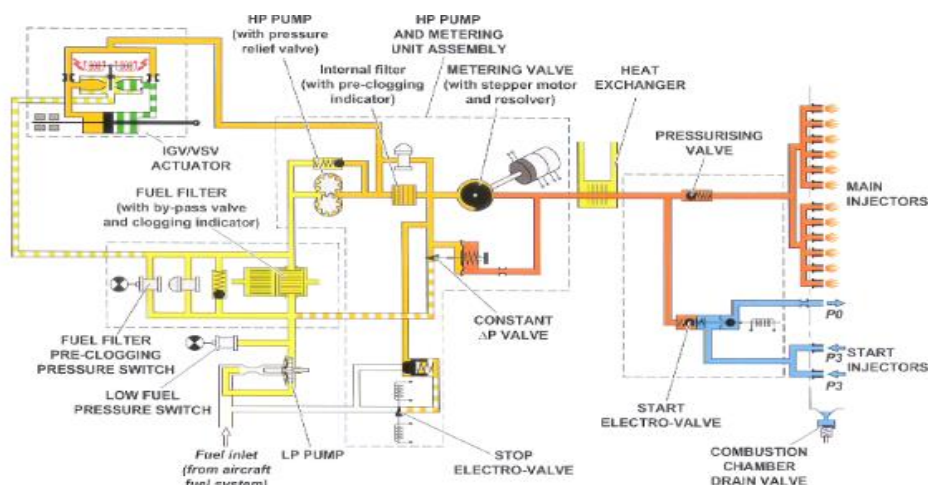 HP PUMP
(with pressure
relief valve)
HP PUMP
AND METERING
UNIT ASSEMBLY
Internal filter
(with pre-clogging
indicator)
METERING VALVE
(with stepper motor
and resolver)
HEAT
EXCHANGER
IGV/VSV
ACTUATOR
PRESSURISING
VALVE
FUEL FILTER
(with by-pass valve
and clogging indicator)
MAIN
INJECTORS
FUEL FILTER
PRE-CLOGGING
PRESSURE SWITCH
CONSTANT
ΔP VALVE
P0
P3
START
INJECTORS
P3
LOW FUEL
PRESSURE SWITCH
START
ELECTRO-VALVE
Fuel inlet
(from aircraft
fuel system)
LP PUMP
STOP
ELECTRO-VALVE
COMBUSTION
CHAMBER
DRAIN VALVE